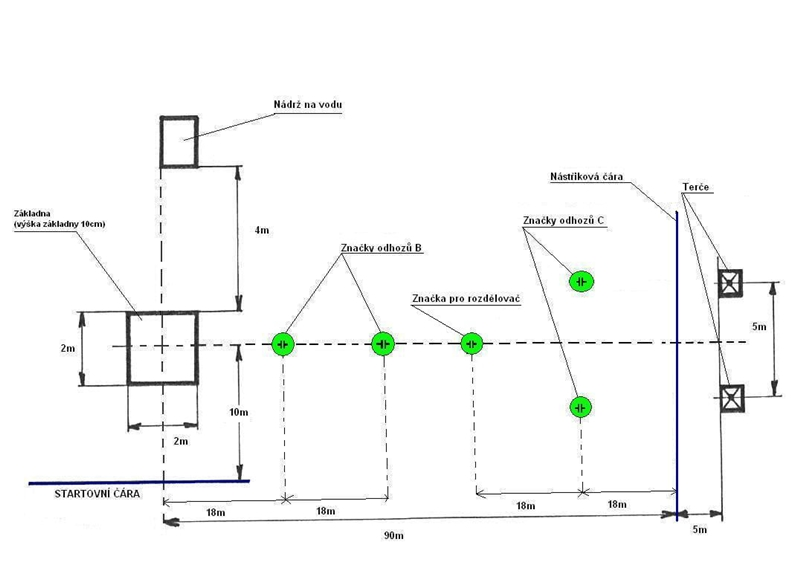 Nádrž na vodu
Nástřiková čára
Terče
Základna
(výška základny 10cm)
4m
Značky odhozů B
Značky odhozů C
Značka pro rozdělovač
2m
5m
10m
2m
STARTOVNÍ ČÁRA
18m
18m
18m
18m
90m
5m